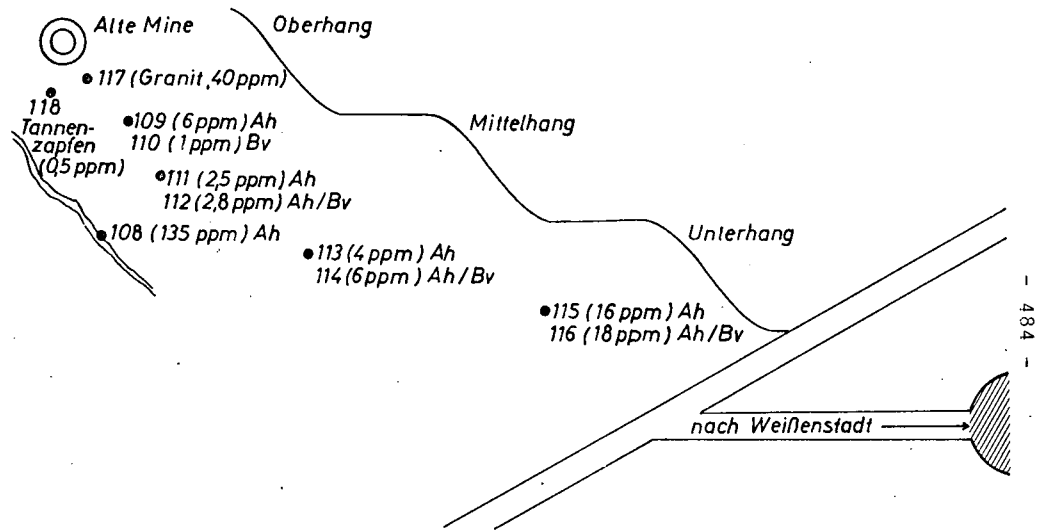 Alte Mine
Oberhang
117 (Granit, 40 ppm)
118
Tannen-
zapfen
(0,5 ppm)
109 (6 ppm) Ah
110 (1 ppm) Bv
Mittelhang
111 (2,5 ppm) Ah
112 (2,8 ppm) Ah/Bv
108 (135 ppm) Ah
Unterhang
113 (4 ppm) Ah
114 (6 ppm) Ah/Bv
115 (16 ppm) Ah
116 (18 ppm) Ah/Bv
nach Weißenstadt
- 484 -